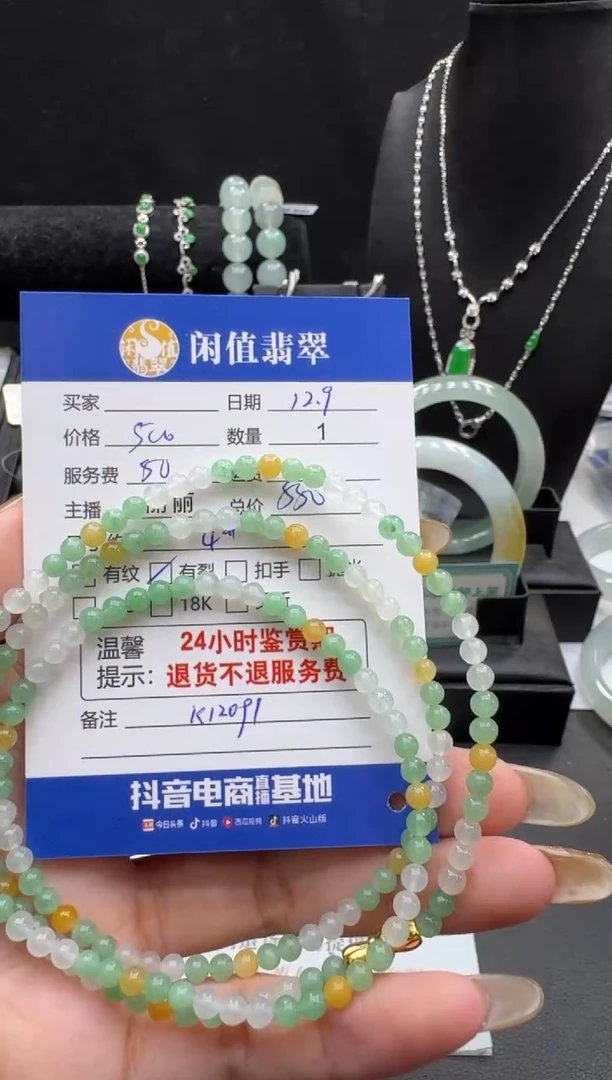 闲值翡翠
买家 日期 12.9
价格 500 数量 1
服务费 50
主播 丽 总价 550
有纹 有裂 扣手
18K
温馨 24小时鉴赏期
提示: 退货不退服务费
备注 K12091
抖音电商直播基地
今日头条 抖音 西瓜视频 抖音火山版